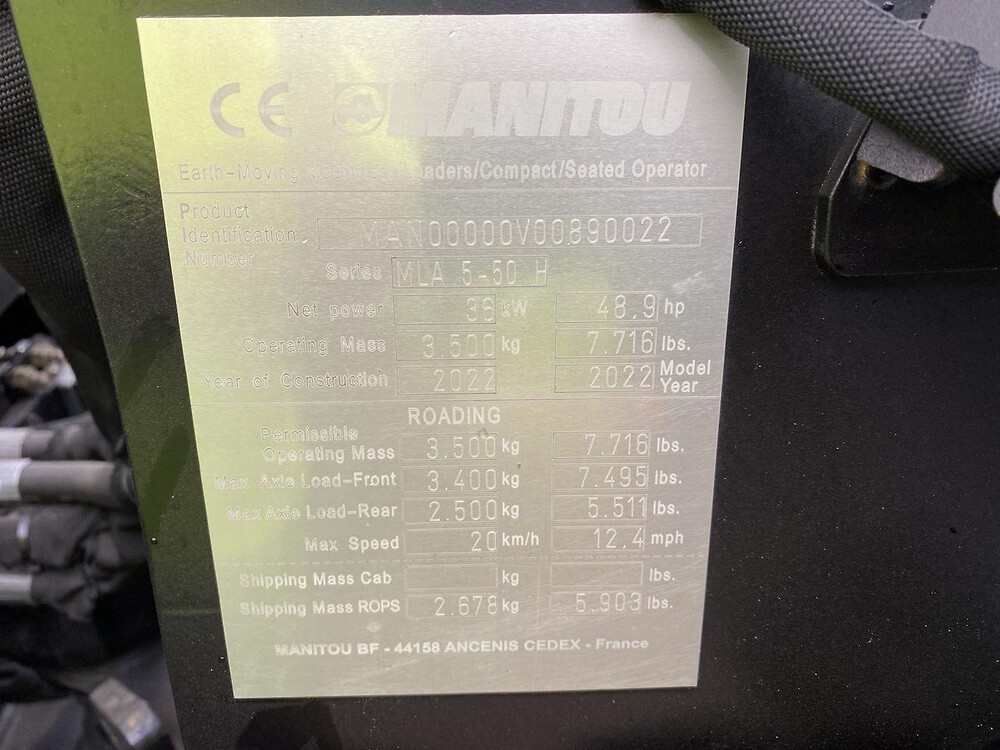 CE MANITOU
Earth-Moving Machinery/Loaders/Compact/Seated Operator
Product
Identification MAN00000V00890022
Number
Series MLA 5-50 H
Net power 36 kW 48.9 hp
Operating Mass 3.500 kg 7.716 lbs.
Year of Construction 2022 2022 Model Year
ROADING
Permissible
Operating Mass 3.500 kg 7.716 lbs.
Max Axle Load-Front 3.400 kg 7.495 lbs.
Max Axle Load-Rear 2.500 kg 5.511 lbs.
Max Speed 20 km/h 12.4 mph
Shipping Mass Cab kg lbs.
Shipping Mass ROPS 2.678 kg 5.903 lbs.
MANITOU BF - 44158 ANCENIS CEDEX - France